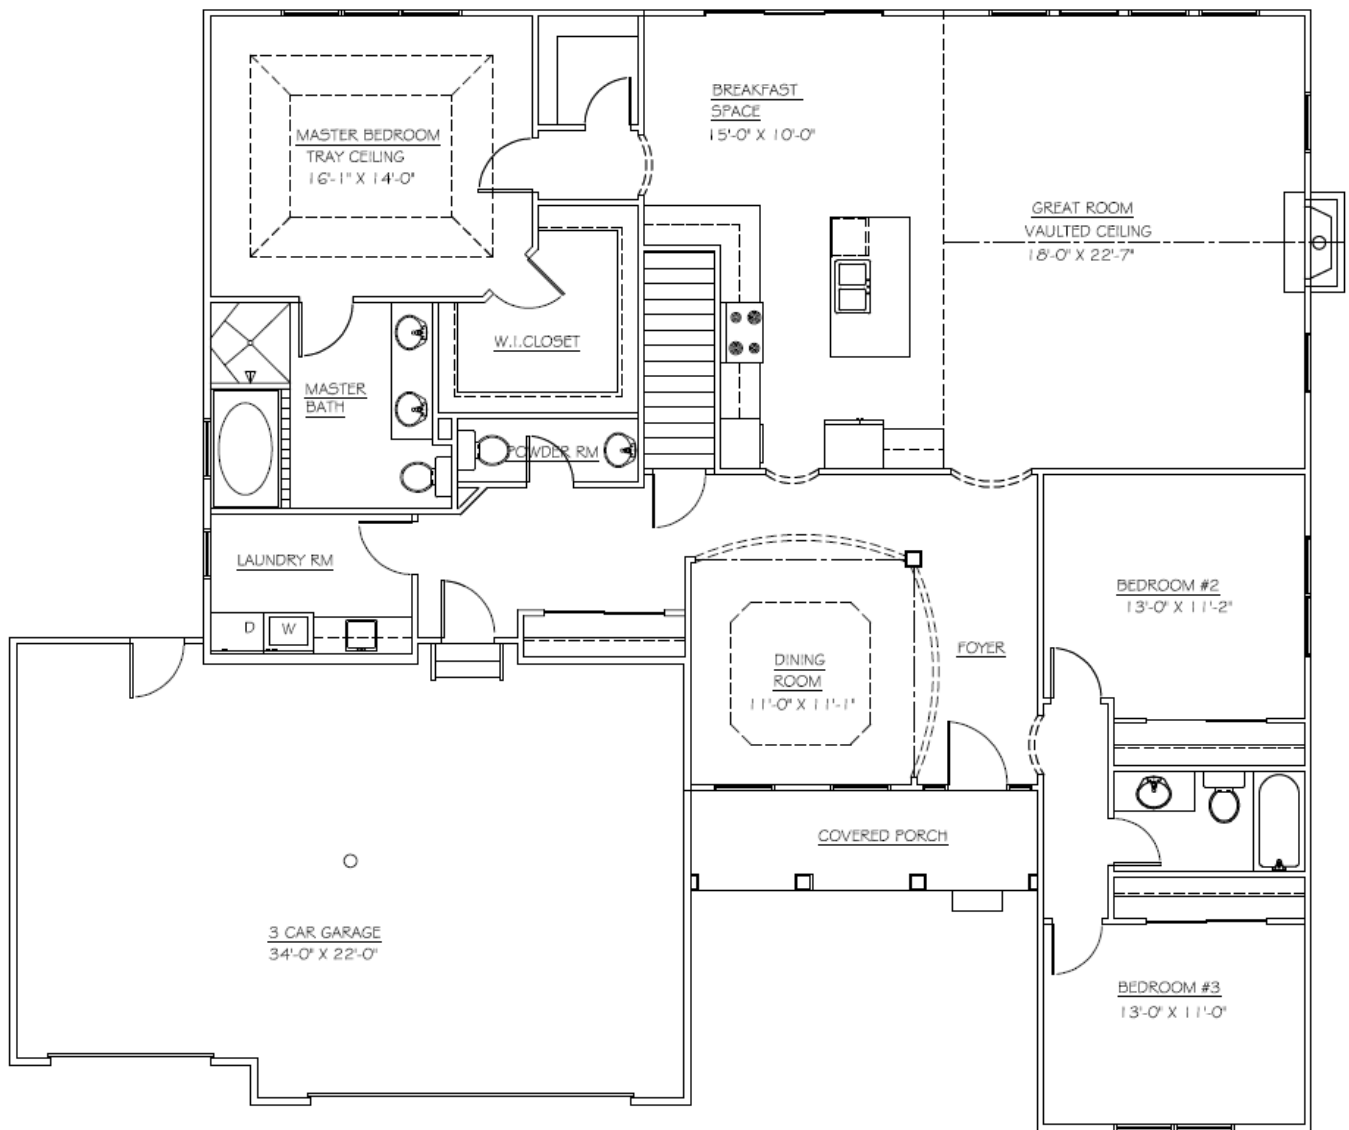 MASTER BEDROOM
TRAY CEILING
16'-1" X 14'-0"
BREAKFAST
SPACE
15'-0" X 10'-0"
GREAT ROOM
VAULTED CEILING
18'-0" X 22'-7"
W.I.CLOSET
MASTER
BATH
POWDER RM
LAUNDRY RM
D
W
BEDROOM #2
13'-0" X 11'-2"
FOYER
DINING
ROOM
11'-0" X 11'-1"
COVERED PORCH
3 CAR GARAGE
34'-0" X 22'-0"
BEDROOM #3
13'-0" X 11'-0"